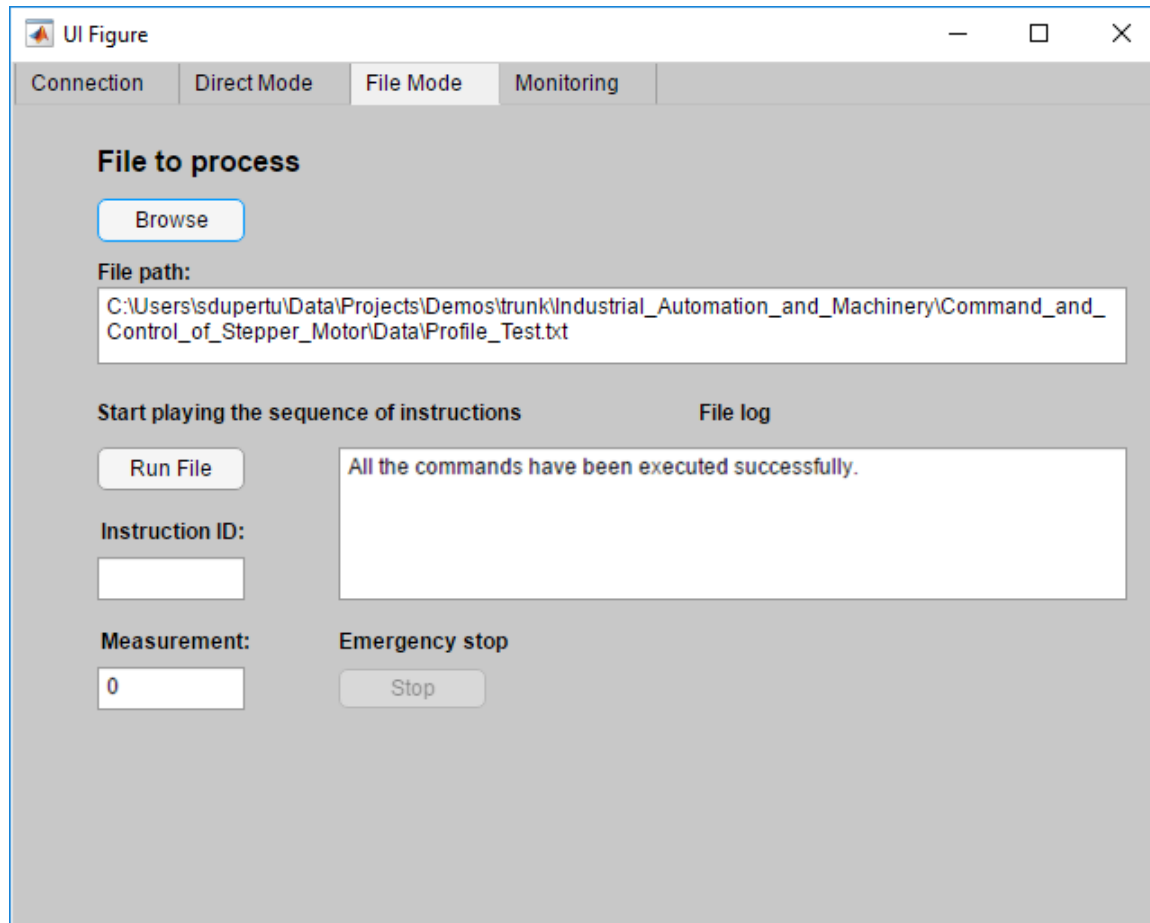 UI Figure
Connection Direct Mode File Mode Monitoring
File to process
Browse
File path:
C:\Users\sdupertu\Data\Projects\Demos\trunk\Industrial_Automation_and_Machinery\Command_and_
Control_of_Stepper_Motor\Data\Profile_Test.txt
Start playing the sequence of instructions File log
Run File
All the commands have been executed successfully.
Instruction ID:
Measurement: Emergency stop
0 Stop